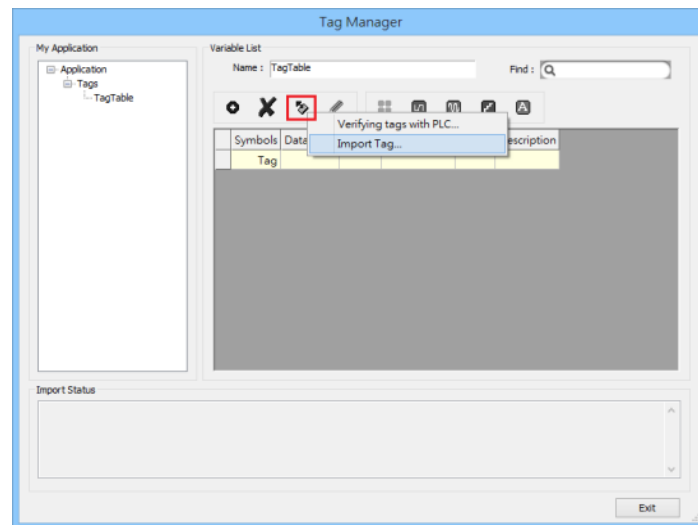 Tag Manager
My Application
Application
Tags
TagTable
Variable List
Name : TagTable
Find :
Verifying tags with PLC...
Import Tag...
Symbols Data escription
Tag
Import Status
Exit